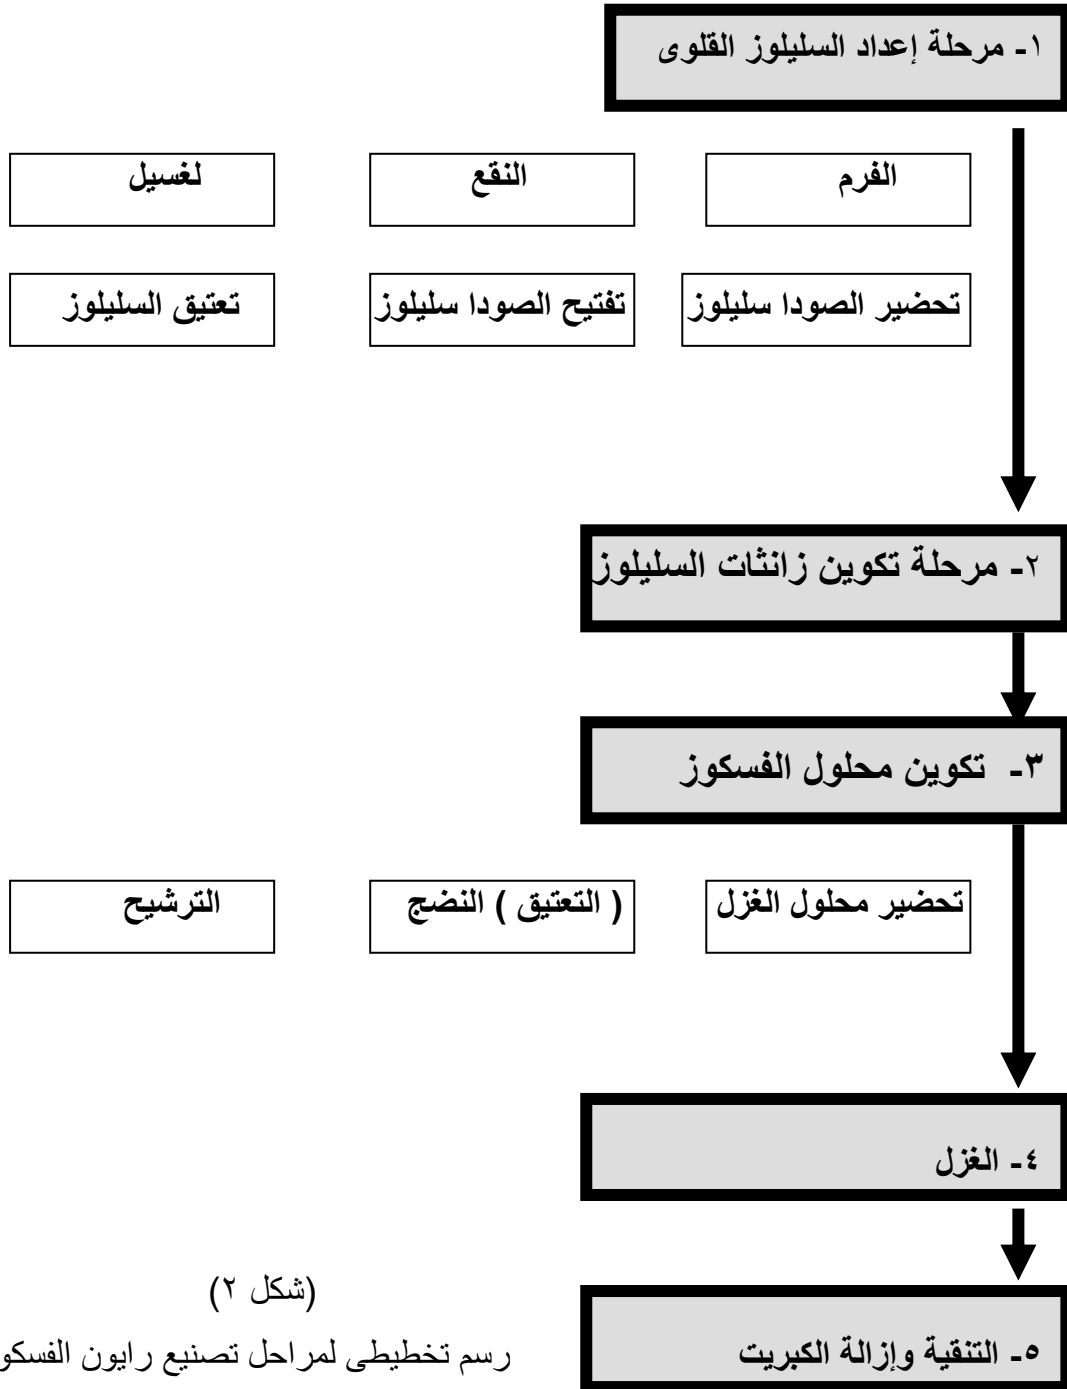 ١- مرحلة إعداد السليلوز القلوى
الفرم
النقع
لغسيل
تحضير الصودا سليلوز
تفتيح الصودا سليلوز
تعتيق السليلوز
٢- مرحلة تكوين زانثات السليلوز
٣- تكوين محلول الفسكوز
تحضير محلول الغزل
( التعتيق ) النضج
الترشيح
٤- الغزل
٥- التنقية وإزالة الكبريت
(شكل ٢)
رسم تخطيطى لمراحل تصنيع رايون الفسكو